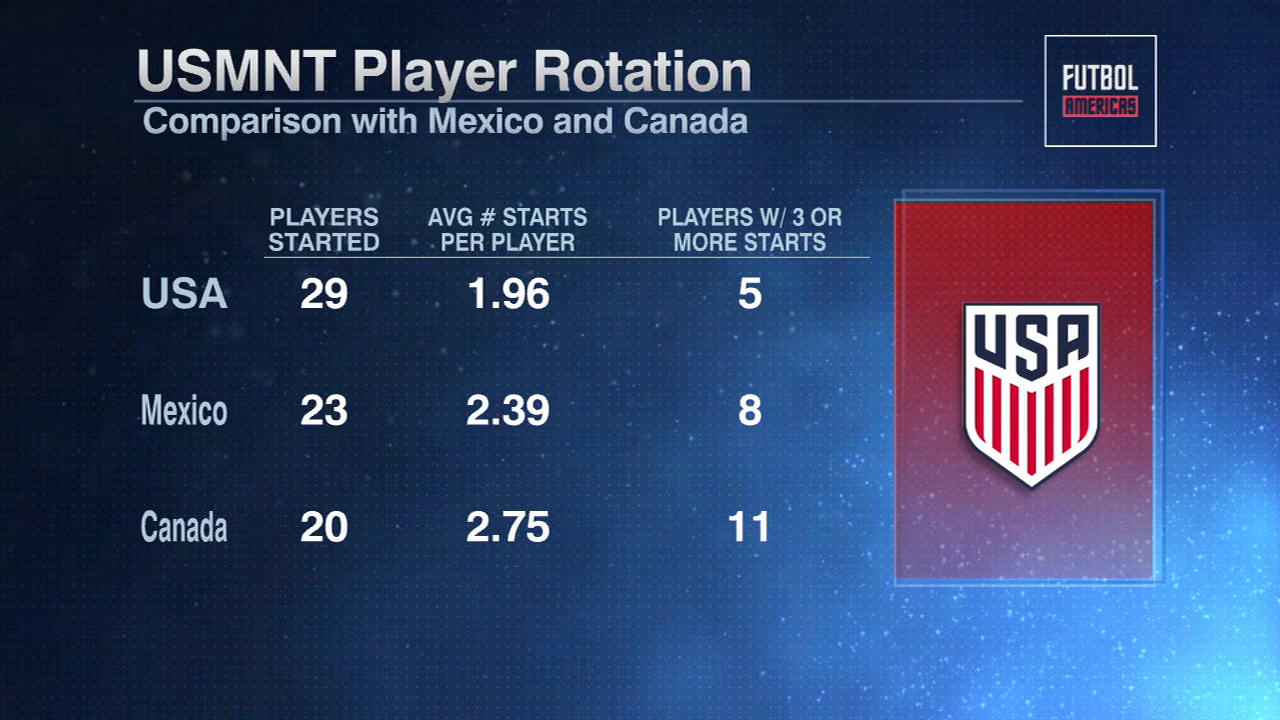 USMNT Player Rotation
Comparison with Mexico and Canada
FUTBOL
AMERICAS
PLAYERS STARTED
AVG # STARTS PER PLAYER
PLAYERS W/ 3 OR MORE STARTS
USA 29 1.96 5
Mexico 23 2.39 8
Canada 20 2.75 11
USA